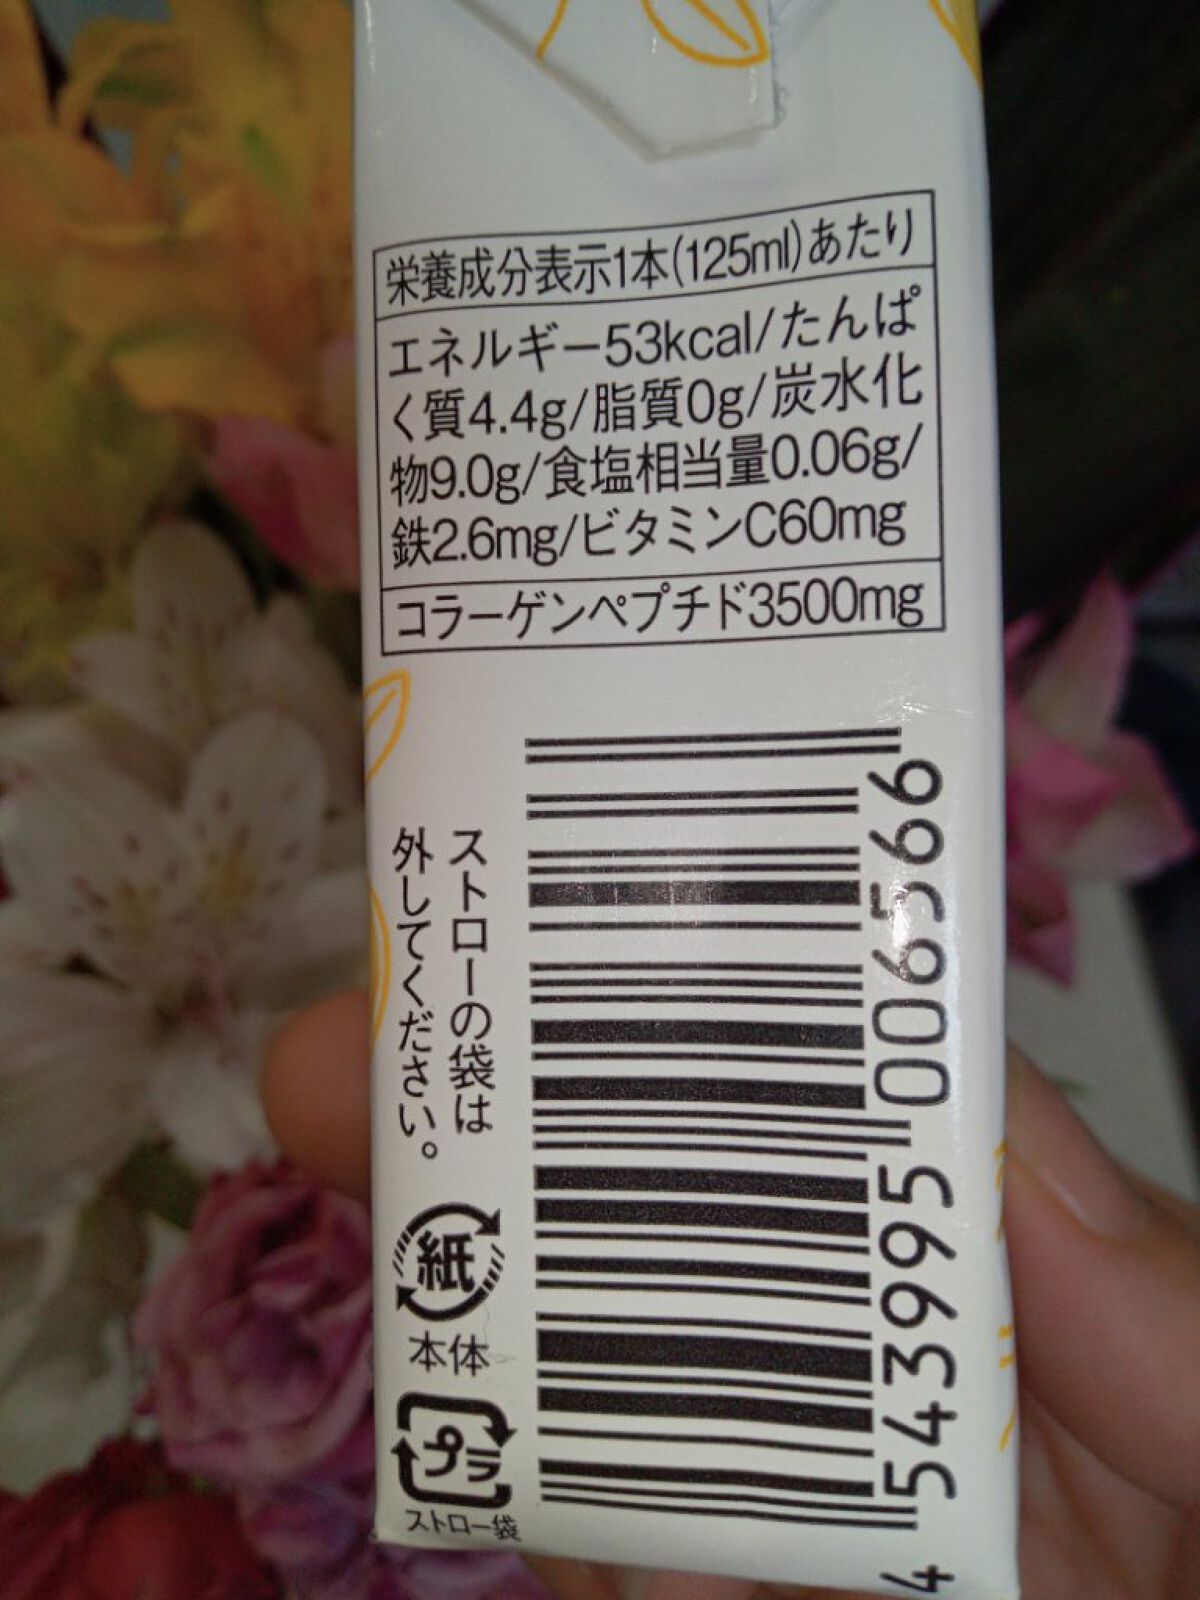 栄養成分表示1本(125ml)あたり
エネルギー53kcal/たんぱ
く質4.4g/脂質0g/炭水化
物9.0g/食塩相当量0.06g/
鉄2.6mg/ビタミンC60mg
コラーゲンペプチド3500mg
ストローの袋は
外してください。
紙
本体
プラ
ストロー袋
4 543995 006566